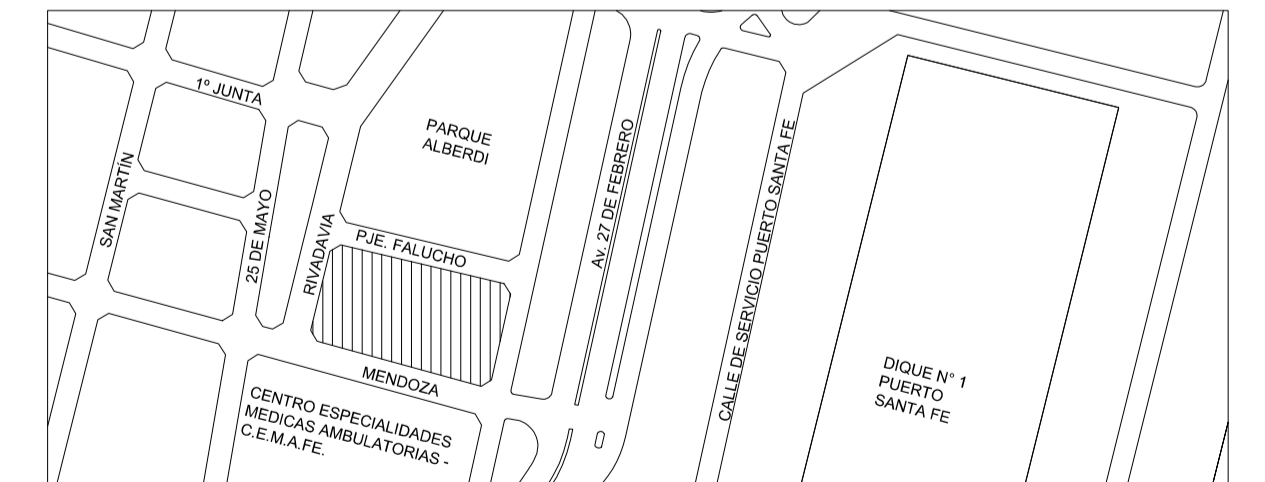 1º JUNTA
PARQUE
ALBERDI
SAN MARTÍN
25 DE MAYO
RIVADAVIA
PJE. FALUCHO
Av. 27 DE FEBRERO
CALLE DE SERVICIO PUERTO SANTA FE
MENDOZA
DIQUE N° 1
PUERTO
SANTA FE
CENTRO ESPECIALIDADES
MEDICAS AMBULATORIAS -
C.E.M.A.FE.